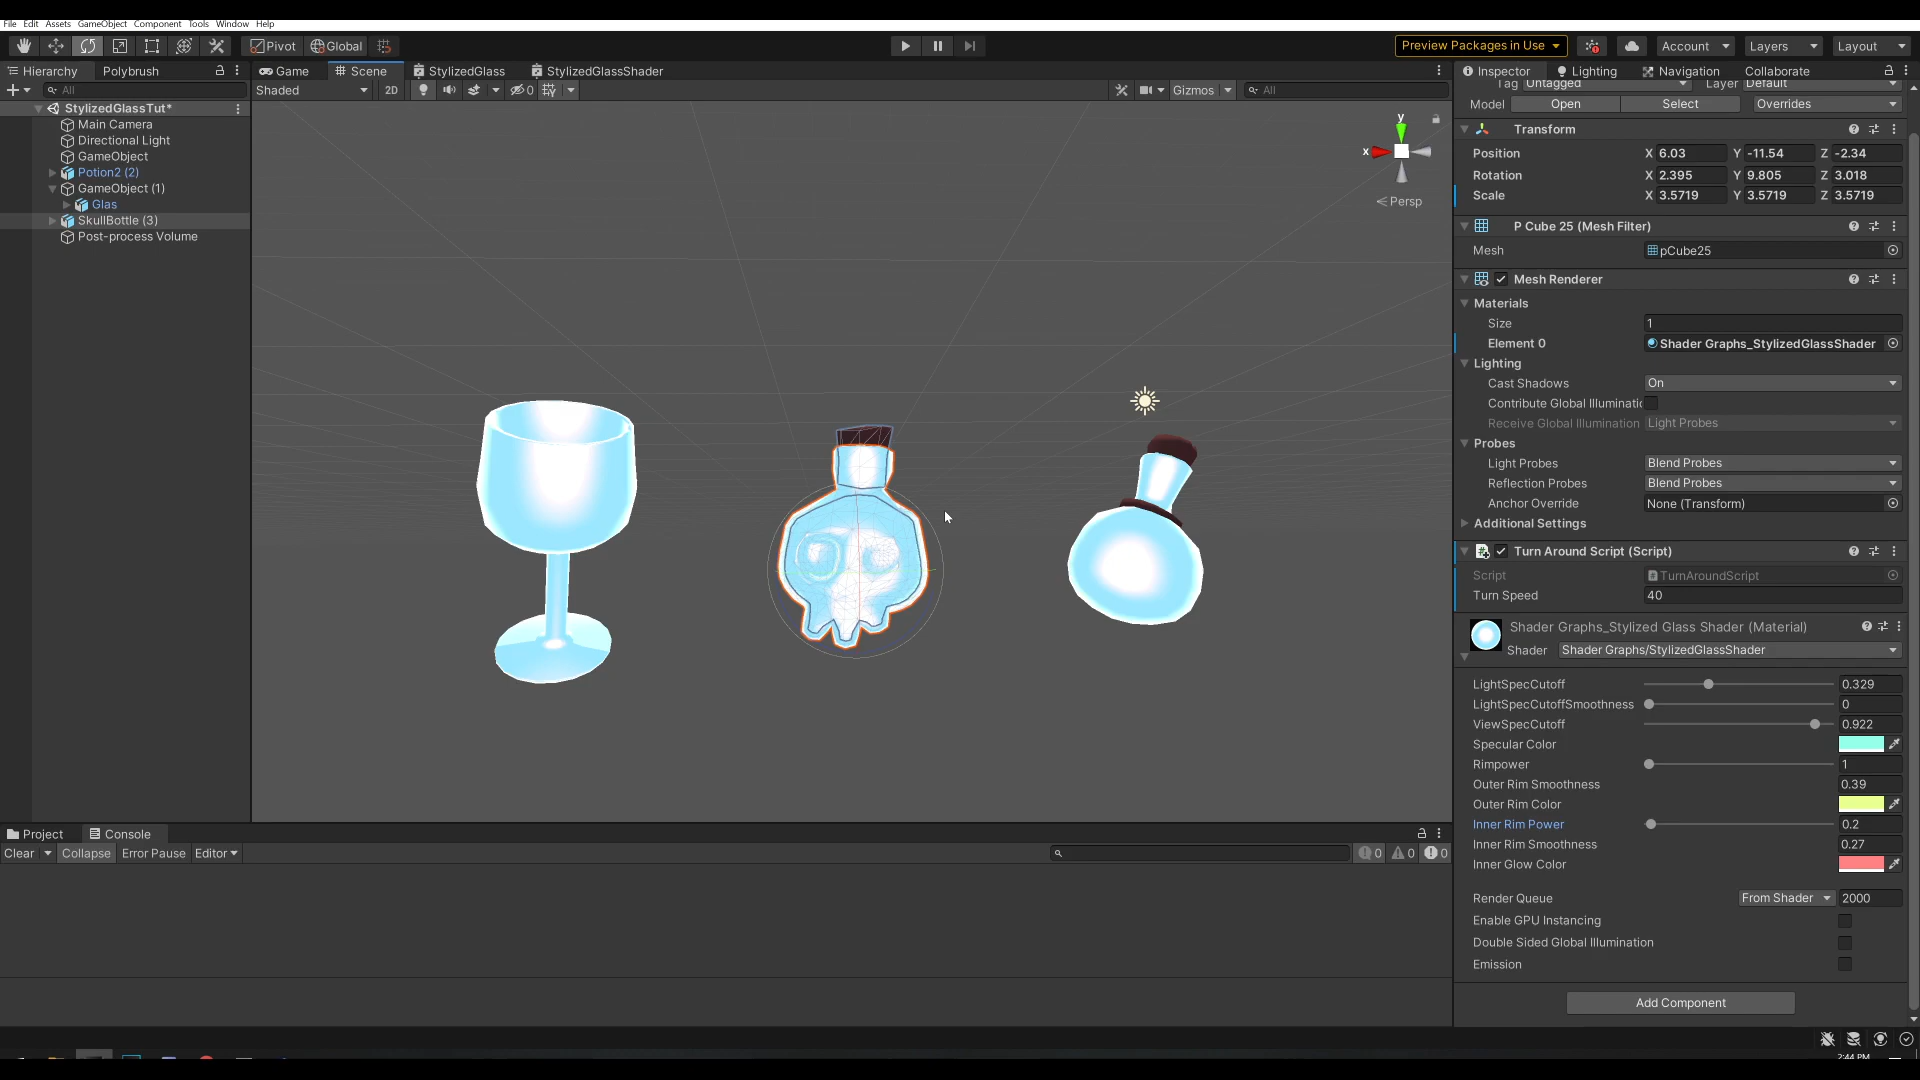 File Edit Assets GameObject Component Tools Window Help
Pivot Global Preview Packages in Use Account Layers Layout
Hierarchy Polybrush Game Scene StylizedGlass StylizedGlassShader Inspector Lighting Navigation Collaborate
All Shaded 2D 0 Gizmos All
Tag Untagged Layer Default
Model Open Select Overrides
StylizedGlassTut*
Main Camera
Directional Light
GameObject
Potion2 (2)
GameObject (1)
Glas
SkullBottle (3)
Post-process Volume
y
x
Persp
Transform
Position X 6.03 Y -11.54 Z -2.34
Rotation X 2.395 Y 9.805 Z 3.018
Scale X 3.5719 Y 3.5719 Z 3.5719
P Cube 25 (Mesh Filter)
Mesh pCube25
Mesh Renderer
Materials
Size 1
Element 0 Shader Graphs_StylizedGlassShader
Lighting
Cast Shadows On
Contribute Global Illuminatic
Receive Global Illumination Light Probes
Probes
Light Probes Blend Probes
Reflection Probes Blend Probes
Anchor Override None (Transform)
Additional Settings
Turn Around Script (Script)
Script TurnAroundScript
Turn Speed 40
Shader Graphs_Stylized Glass Shader (Material)
Shader Shader Graphs/StylizedGlassShader
LightSpecCutoff 0.329
LightSpecCutoffSmoothness 0
ViewSpecCutoff 0.922
Specular Color
Rimpower 1
Outer Rim Smoothness 0.39
Outer Rim Color
Inner Rim Power 0.2
Inner Rim Smoothness 0.27
Inner Glow Color
Render Queue From Shader 2000
Enable GPU Instancing
Double Sided Global Illumination
Emission
Add Component
Project Console
Clear Collapse Error Pause Editor 0 0 0
2:44 PM